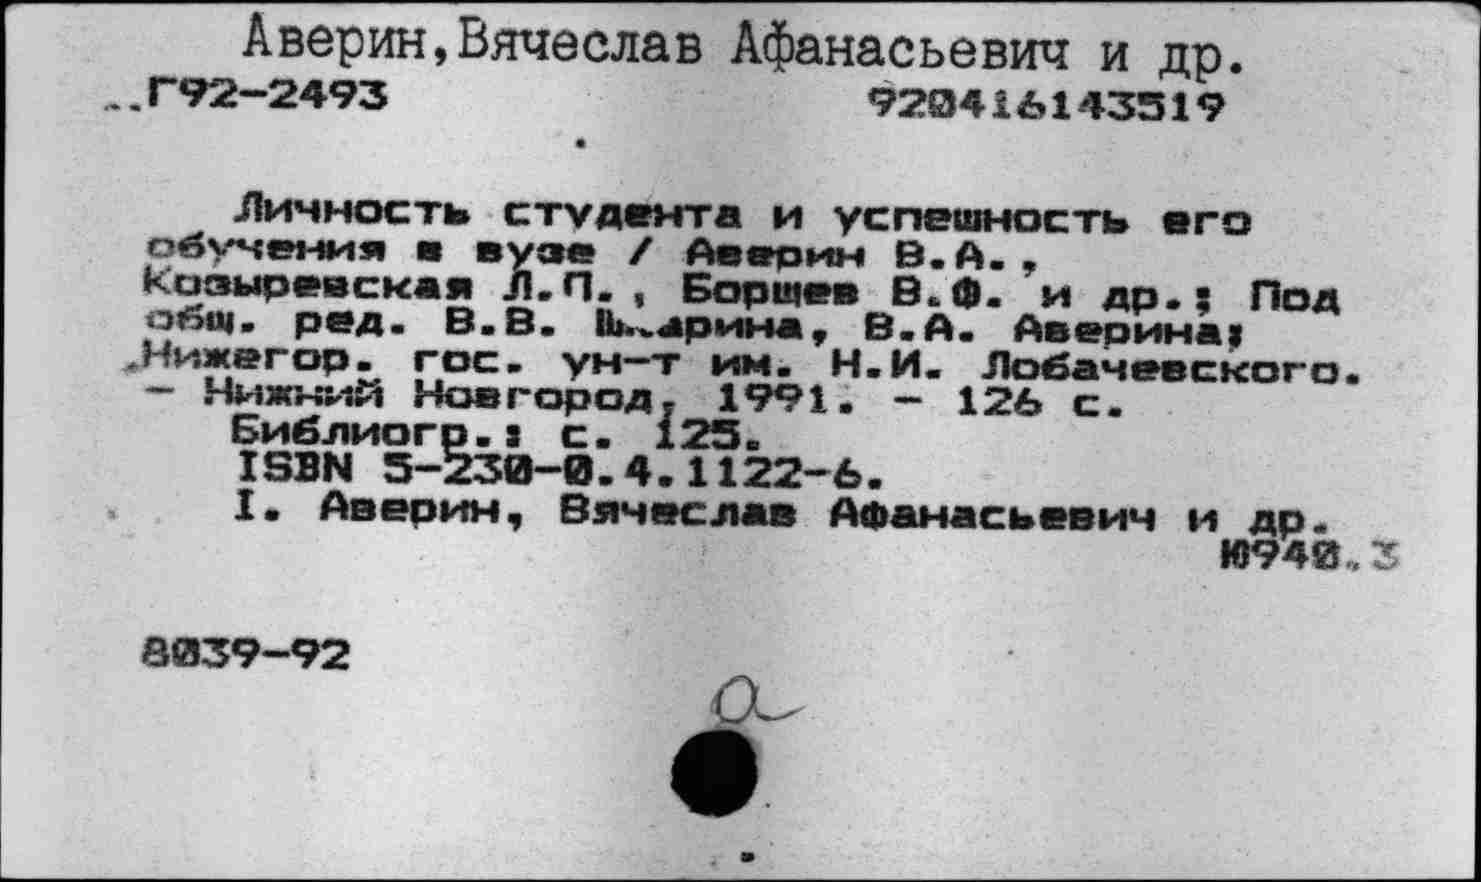 Аверин,Вячеслав Афанасьевич и др.
Г92-2493 920416143519
Личность студента и успешность его
обучения в вузе / Аверин В.А.,
Козыревская Л.П., Борщев В.Ф. и др.; Под
общ. ред. В.В. В.А. Аверина;
Нижегор. гос. ун-т им. Н.И. Лобачевского.
- Нижний Новгород, 1991. - 126 с.
Библиогр.: с. 125.
ISBN 5-230-0.4.1122-6.
I. Аверин, Вячеслав Афанасьевич и др.
Ю940.3
8039-92
а